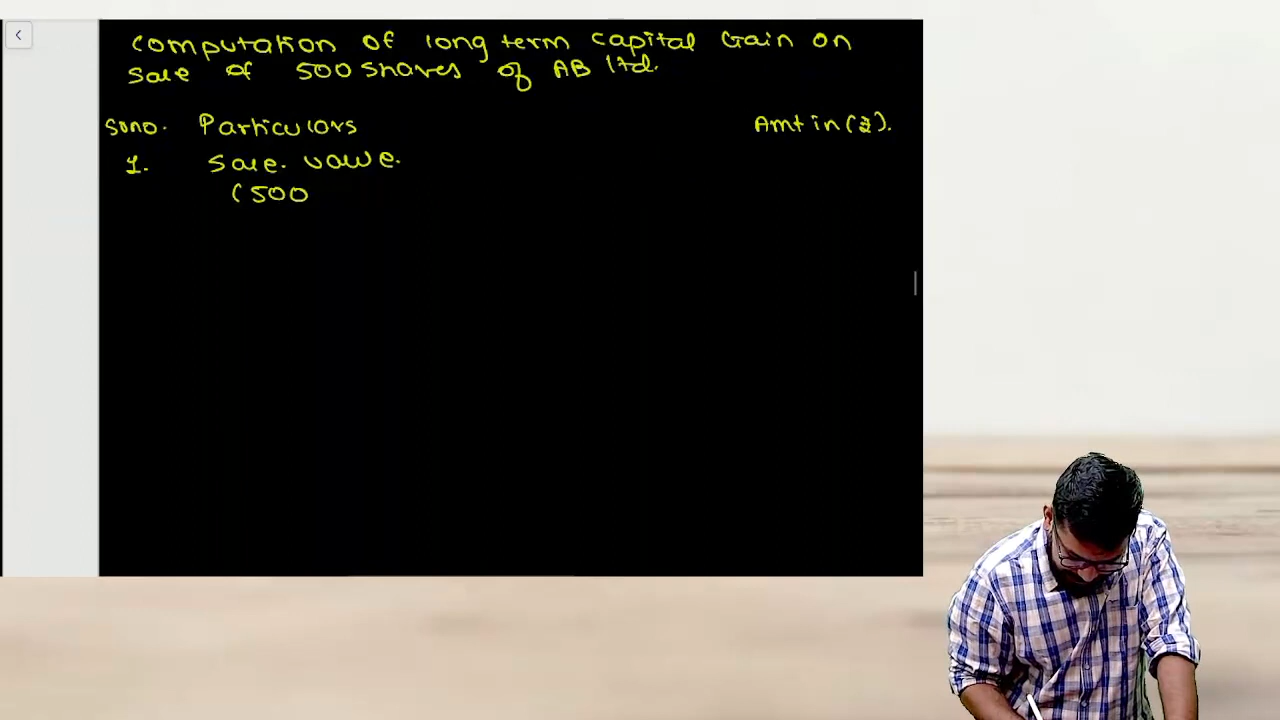 Computation of long term capital Gain on
Sale of 500 Shares of AB ltd.
Sr no. Particulars Amt in (₹).
1. Sale. value.
(500